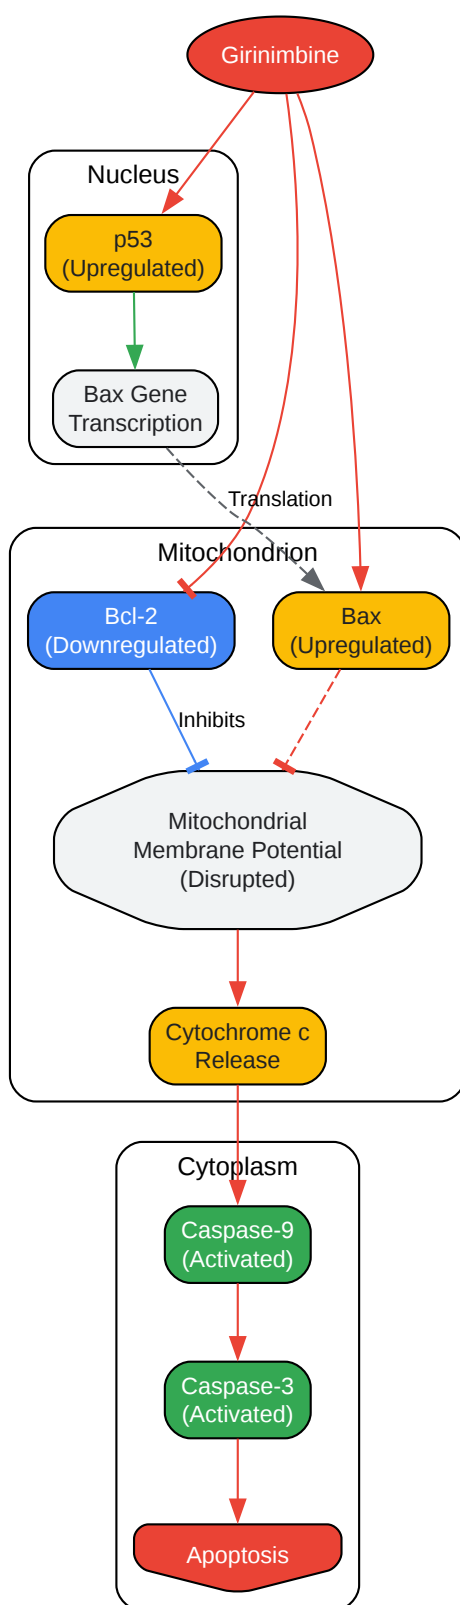 Girinimbine
Nucleus
p53
(Upregulated)
Bax Gene
Transcription
Translation
Mitochondrion
Bcl-2
(Downregulated)
Bax
(Upregulated)
Inhibits
Mitochondrial
Membrane Potential
(Disrupted)
Cytochrome c
Release
Cytoplasm
Caspase-9
(Activated)
Caspase-3
(Activated)
Apoptosis